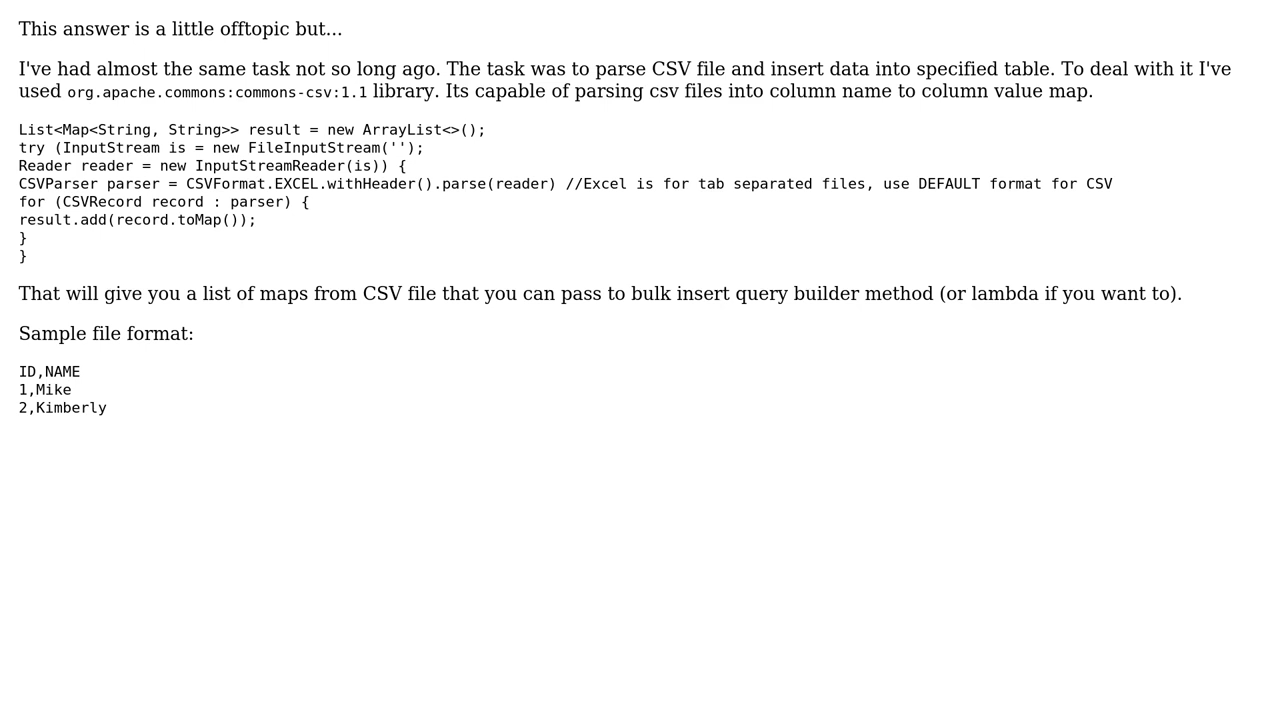 This answer is a little offtopic but...
I've had almost the same task not so long ago. The task was to parse CSV file and insert data into specified table. To deal with it I've
used org.apache.commons:commons-csv:1.1 library. Its capable of parsing csv files into column name to column value map.
List<Map<String, String>> result = new ArrayList<>();
try (InputStream is = new FileInputStream('');
Reader reader = new InputStreamReader(is)) {
CSVParser parser = CSVFormat.EXCEL.withHeader().parse(reader) //Excel is for tab separated files, use DEFAULT format for CSV
for (CSVRecord record : parser) {
result.add(record.toMap());
}
}
That will give you a list of maps from CSV file that you can pass to bulk insert query builder method (or lambda if you want to).
Sample file format:
ID,NAME
1,Mike
2,Kimberly